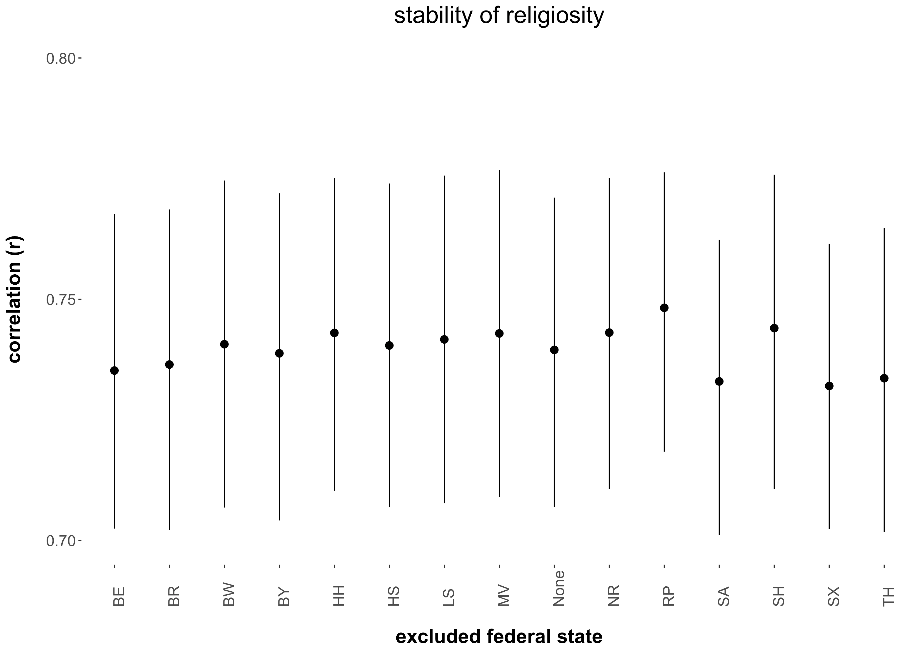 stability of religiosity
0.80
0.75
0.70
correlation (r)
BE BR BW BY HH HS LS MV None NR RP SA SH SX TH
excluded federal state